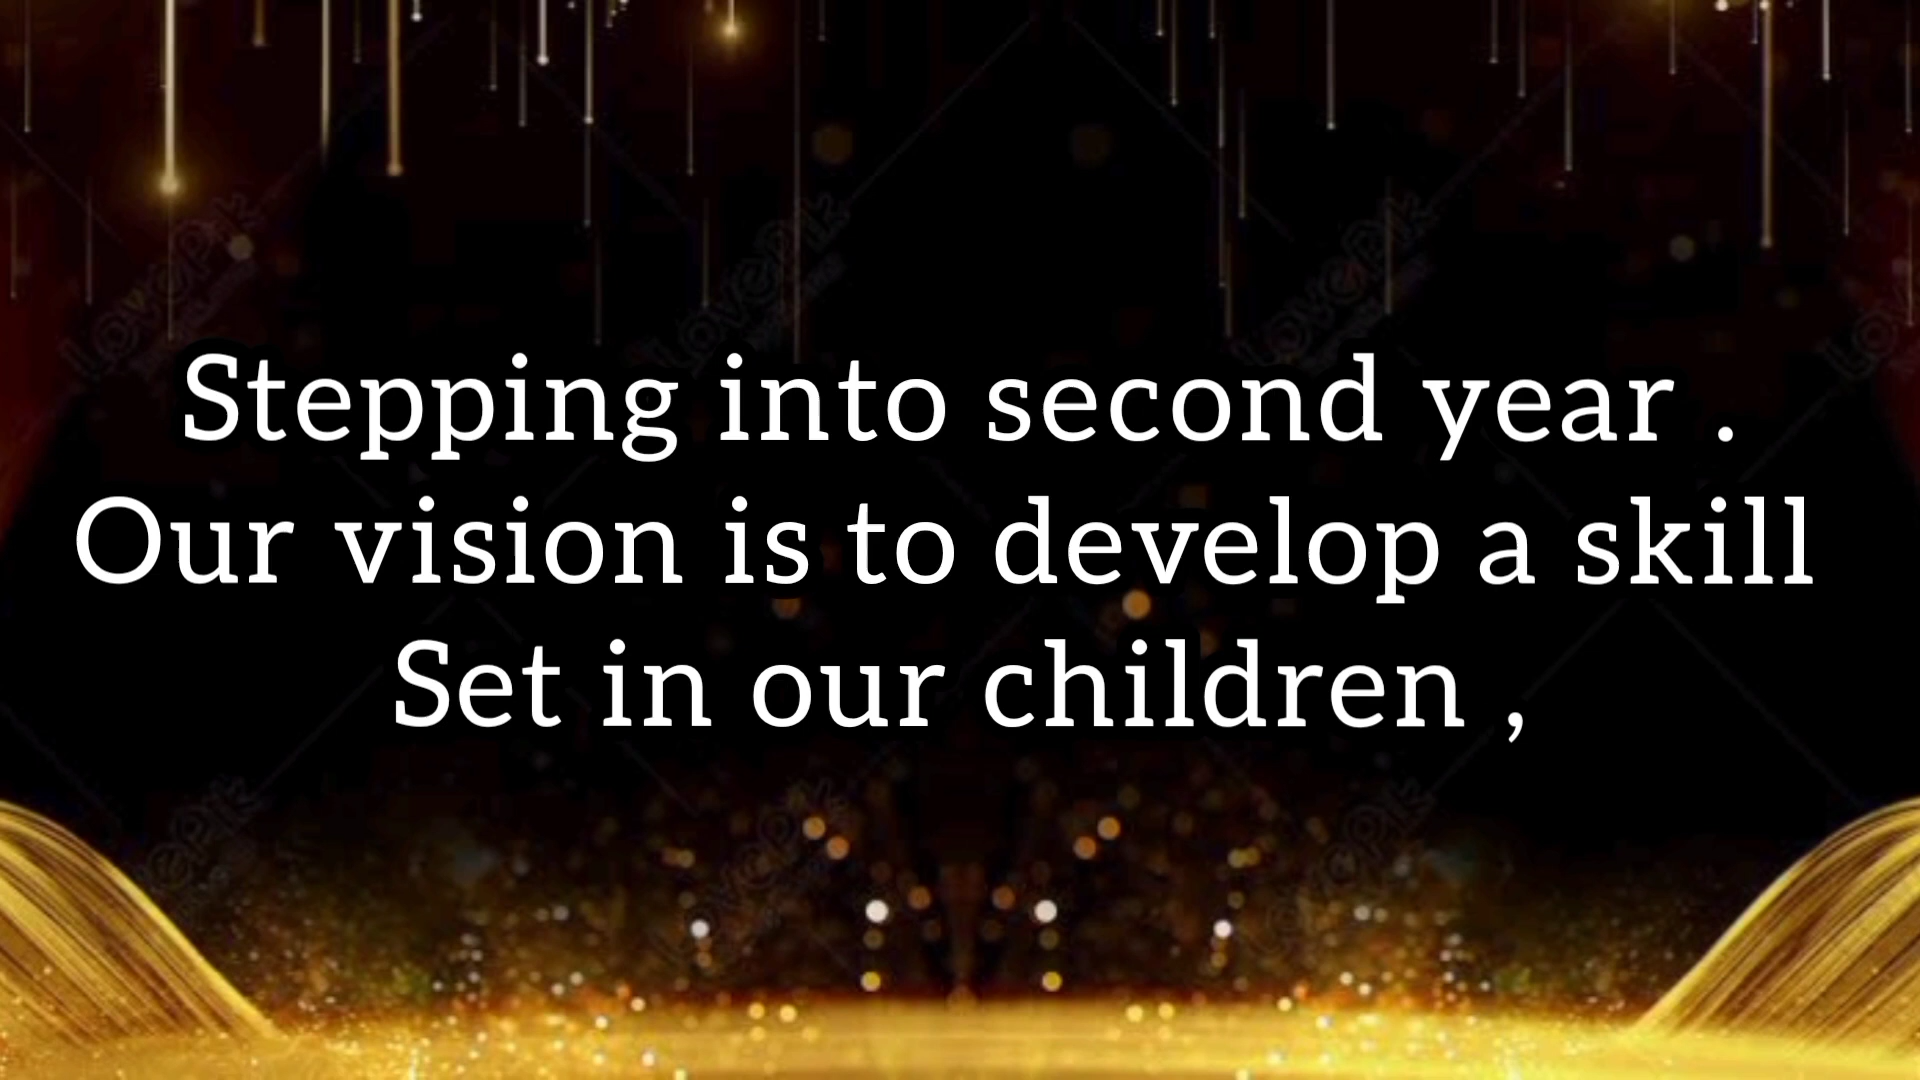 Stepping into second year .
Our vision is to develop a skill
Set in our children ,